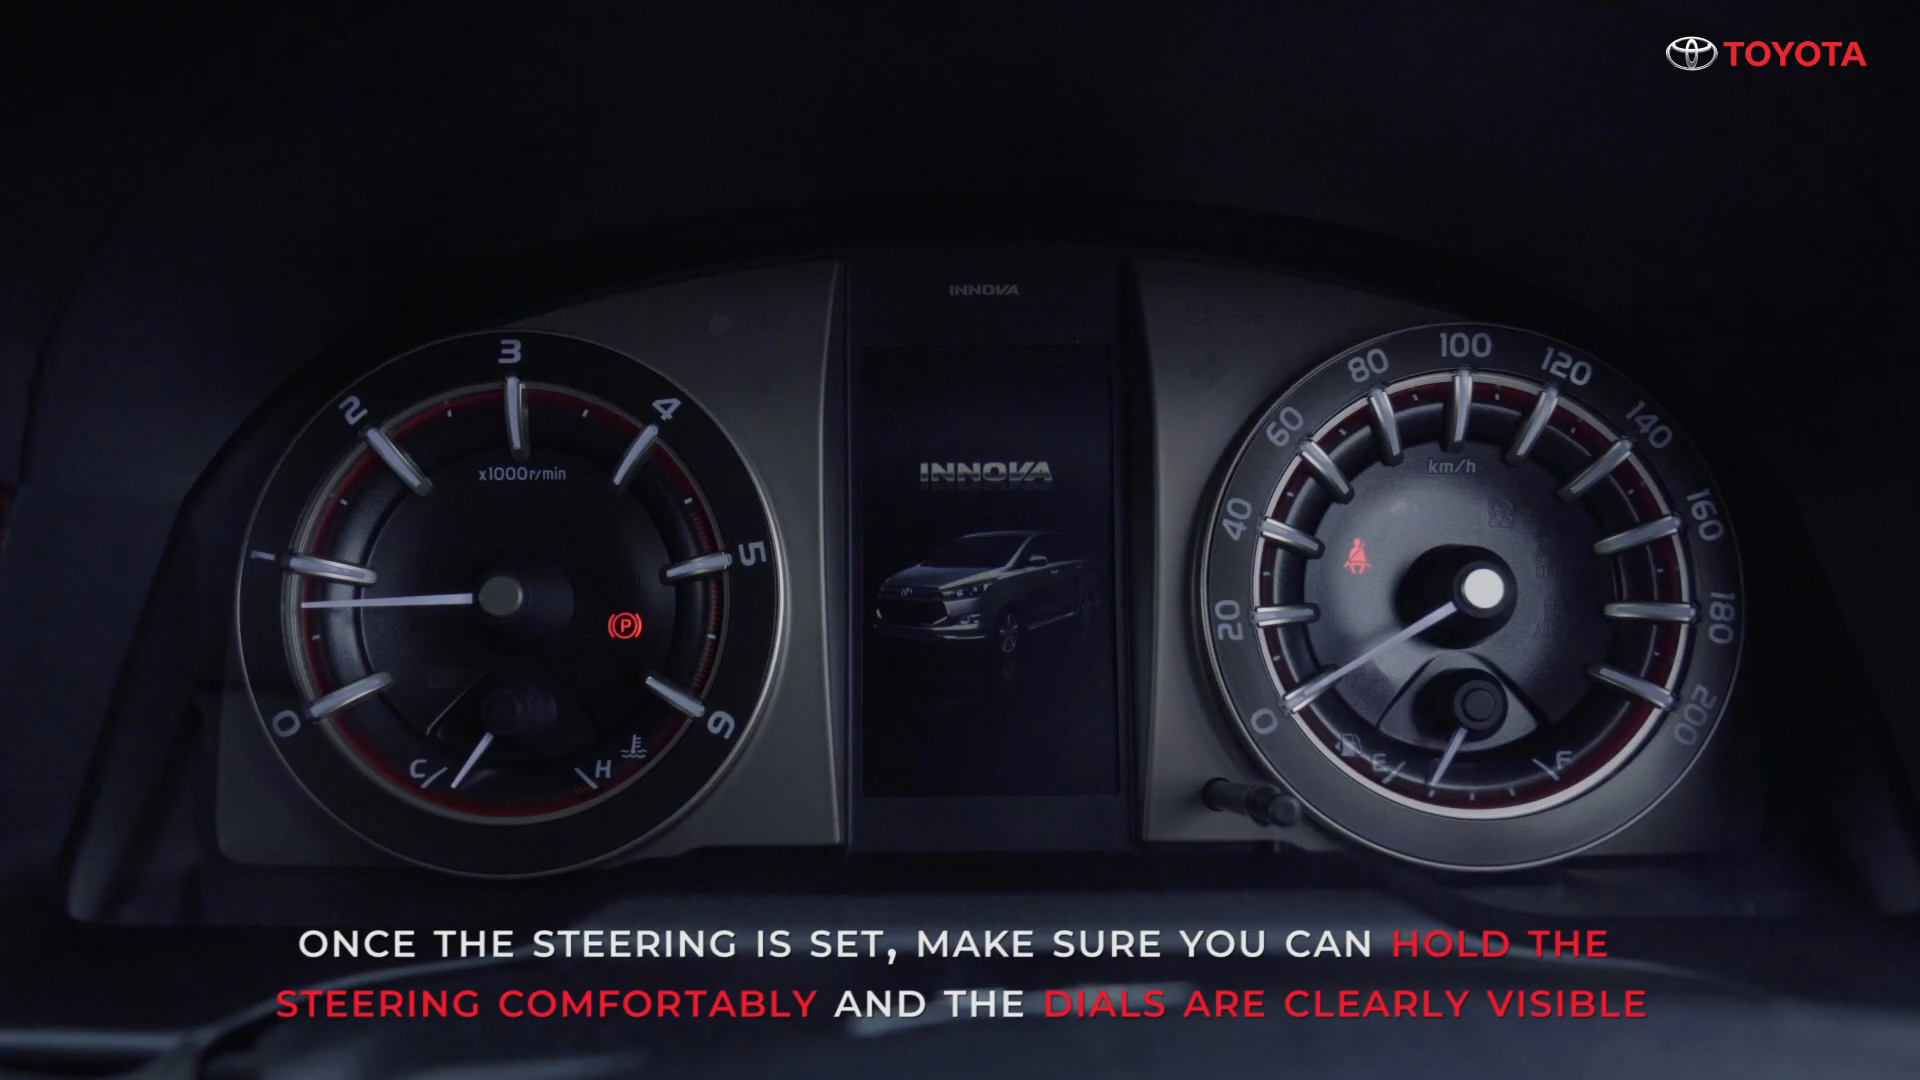 TOYOTA
INNOVA
3
2
4
x1000r/min
1
5
P
0
6
C
H
INNOVA
100
80
120
60
140
km/h
40
160
20
180
0
200
E
F
ONCE THE STEERING IS SET, MAKE SURE YOU CAN HOLD THE
STEERING COMFORTABLY AND THE DIALS ARE CLEARLY VISIBLE